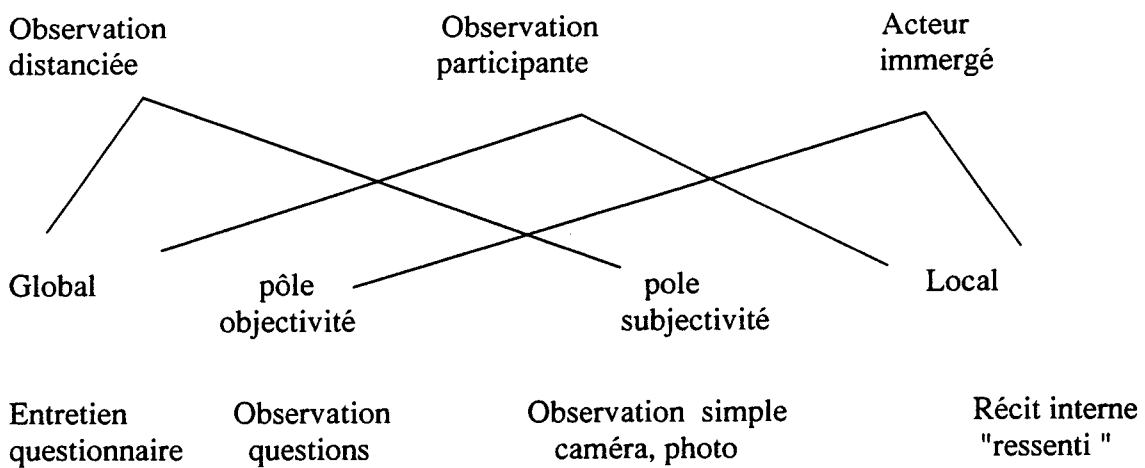 Observation
distanciée
Observation
participante
Acteur
immergé
Global
pôle
objectivité
pole
subjectivité
Local
Entretien
questionnaire
Observation
questions
Observation simple
caméra, photo
Récit interne
"ressenti "